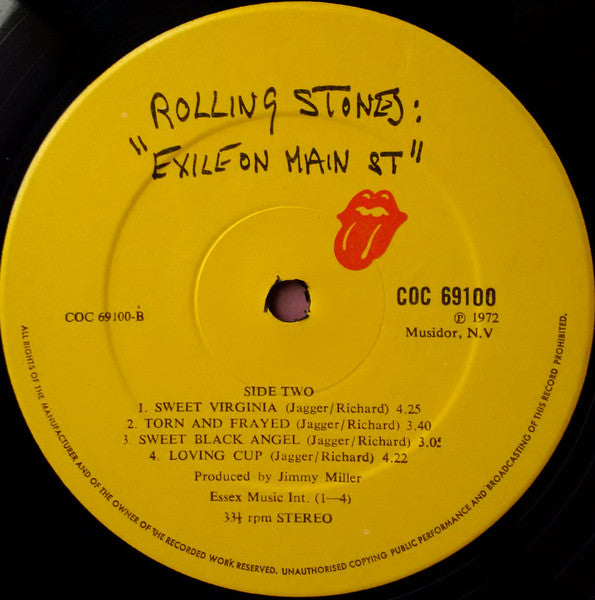 ROLLING STONES:
"EXILE ON MAIN ST"
COC 69100
COC 69100-B
℗ 1972
Musidor, N.V
SIDE TWO
1. SWEET VIRGINIA (Jagger/Richard) 4.25
2. TORN AND FRAYED (Jagger/Richard) 3.40
3. SWEET BLACK ANGEL (Jagger/Richard) 3.05
4. LOVING CUP (Jagger/Richard) 4.22
Produced by Jimmy Miller
Essex Music Int. (1—4)
33⅓ rpm STEREO
ALL RIGHTS OF THE MANUFACTURER AND OF THE OWNER OF THE RECORDED WORK RESERVED. UNAUTHORISED COPYING PUBLIC PERFORMANCE AND BROADCASTING OF THIS RECORD PROHIBITED.